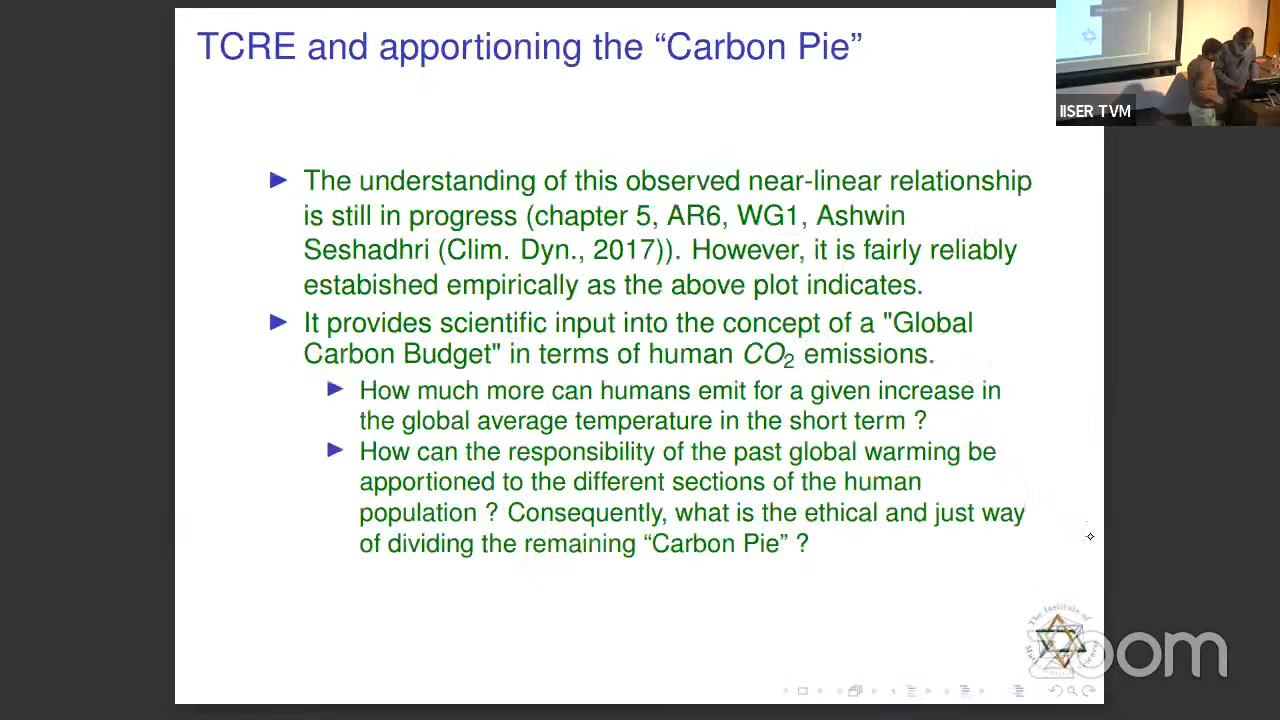 TCRE and apportioning the “Carbon Pie”
IISER TVM
The understanding of this observed near-linear relationship
is still in progress (chapter 5, AR6, WG1, Ashwin
Seshadhri (Clim. Dyn., 2017)). However, it is fairly reliably
estabished empirically as the above plot indicates.
It provides scientific input into the concept of a "Global
Carbon Budget" in terms of human CO₂ emissions.
How much more can humans emit for a given increase in
the global average temperature in the short term ?
How can the responsibility of the past global warming be
apportioned to the different sections of the human
population ? Consequently, what is the ethical and just way
of dividing the remaining “Carbon Pie” ?
The Institute of
zoom